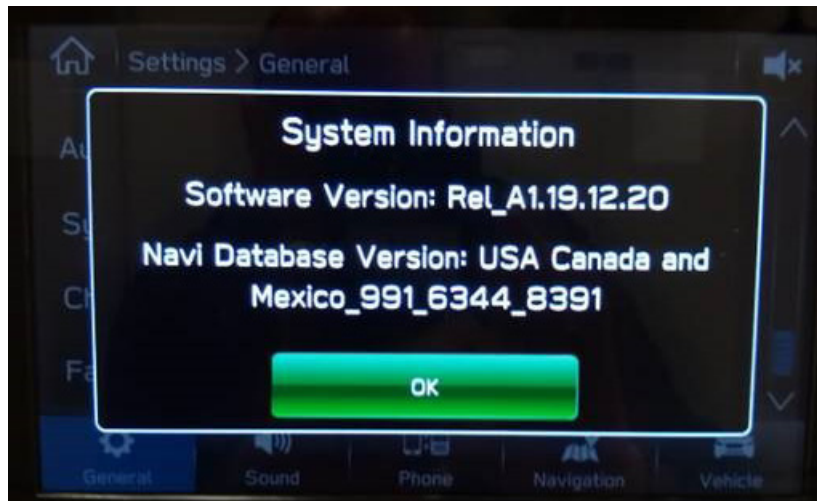 Settings > General
System Information
Software Version: Rel_A1.19.12.20
Navi Database Version: USA Canada and
Mexico_991_6344_8391
OK
General Sound Phone Navigation Vehicle